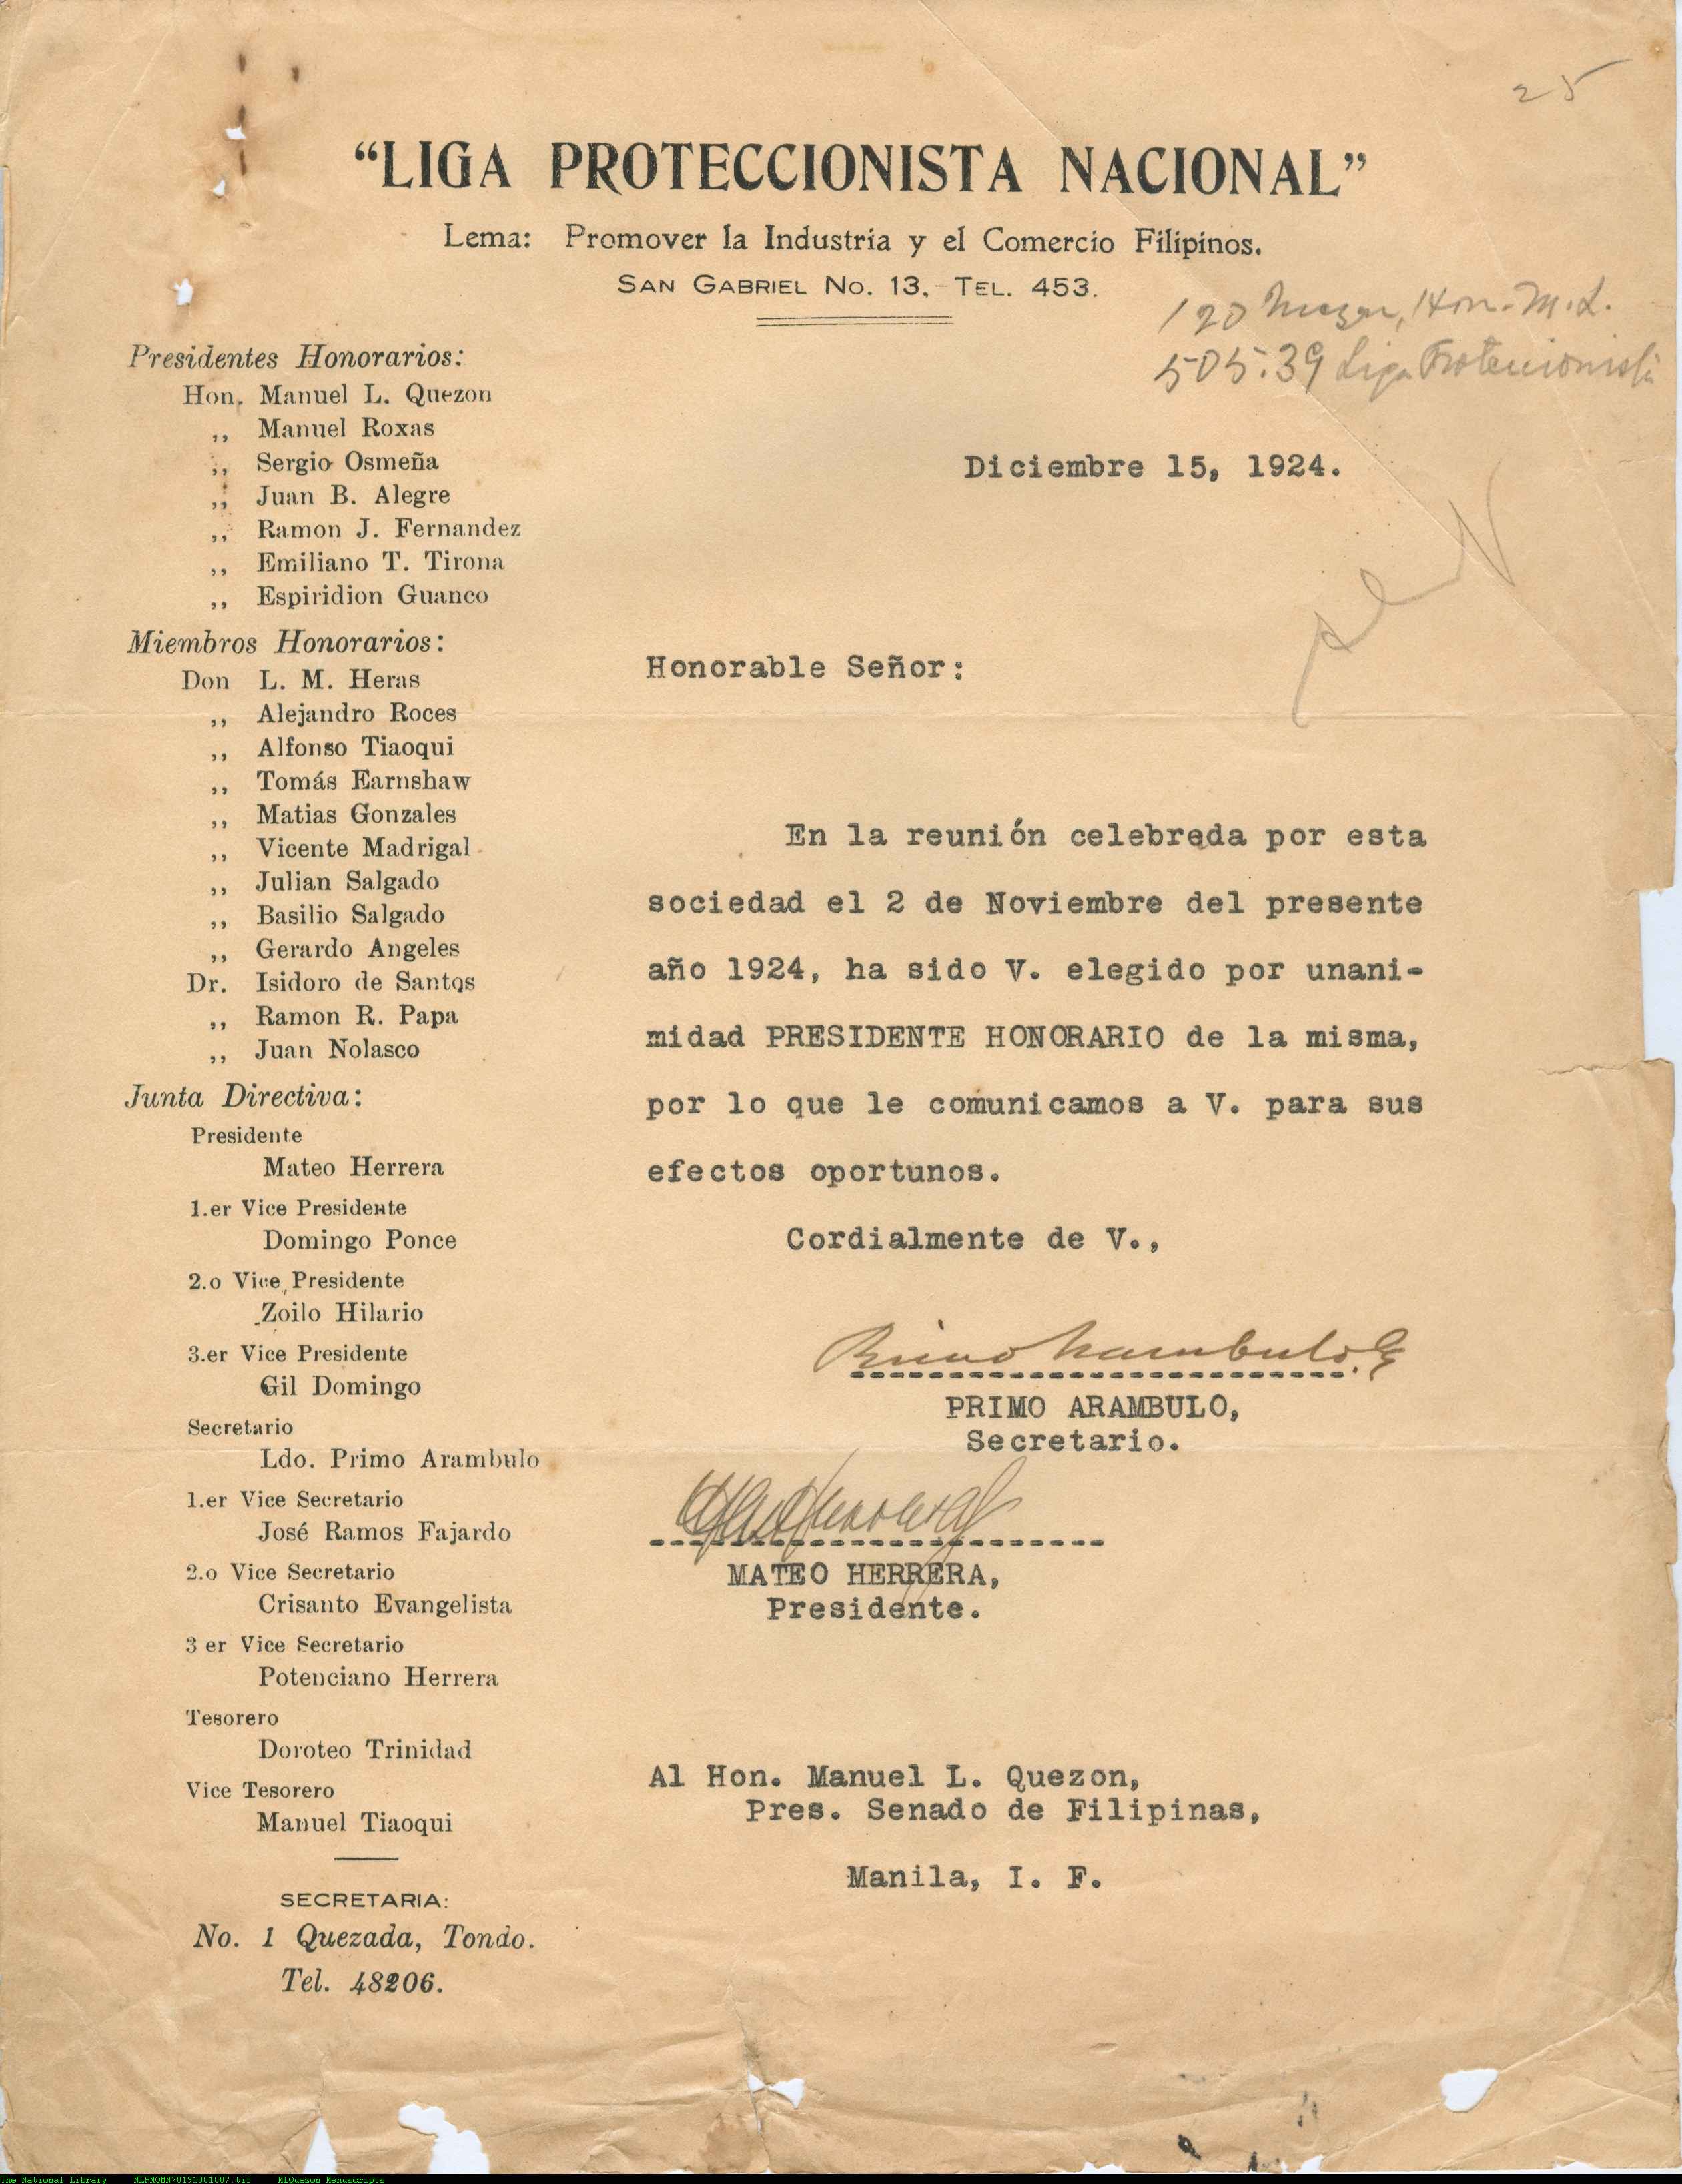 25
“LIGA PROTECCIONISTA NACIONAL”
Lema: Promover la Industria y el Comercio Filipinos.
SAN GABRIEL No. 13.- TEL. 453.
120 Hon. M. L.
505.39 Liga Proteccionista
Presidentes Honorarios:
Hon. Manuel L. Quezon
,, Manuel Roxas
,, Sergio Osmeña
,, Juan B. Alegre
,, Ramon J. Fernandez
,, Emiliano T. Tirona
,, Espiridion Guanco
Miembros Honorarios:
Don L. M. Heras
,, Alejandro Roces
,, Alfonso Tiaoqui
,, Tomás Earnshaw
,, Matias Gonzales
,, Vicente Madrigal
,, Julian Salgado
,, Basilio Salgado
,, Gerardo Angeles
Dr. Isidoro de Santos
,, Ramon R. Papa
,, Juan Nolasco
Junta Directiva:
Presidente
Mateo Herrera
1.er Vice Presidente
Domingo Ponce
2.o Vice Presidente
Zoilo Hilario
3.er Vice Presidente
Gil Domingo
Secretario
Ldo. Primo Arambulo
1.er Vice Secretario
José Ramos Fajardo
2.o Vice Secretario
Crisanto Evangelista
3 er Vice Secretario
Potenciano Herrera
Tesorero
Doroteo Trinidad
Vice Tesorero
Manuel Tiaoqui
SECRETARIA:
No. 1 Quezada, Tondo.
Tel. 48206.
Diciembre 15, 1924.
Honorable Señor:
En la reunión celebrada por esta
sociedad el 2 de Noviembre del presente
año 1924, ha sido V. elegido por unani-
midad PRESIDENTE HONORARIO de la misma,
por lo que le comunicamos a V. para sus
efectos oportunos.
Cordialmente de V.,
PRIMO ARAMBULO,
Secretario.
MATEO HERRERA,
Presidente.
Al Hon. Manuel L. Quezon,
Pres. Senado de Filipinas,
Manila, I. F.
The National Library NLPMQMN70191001007.tif MLQuezon Manuscripts